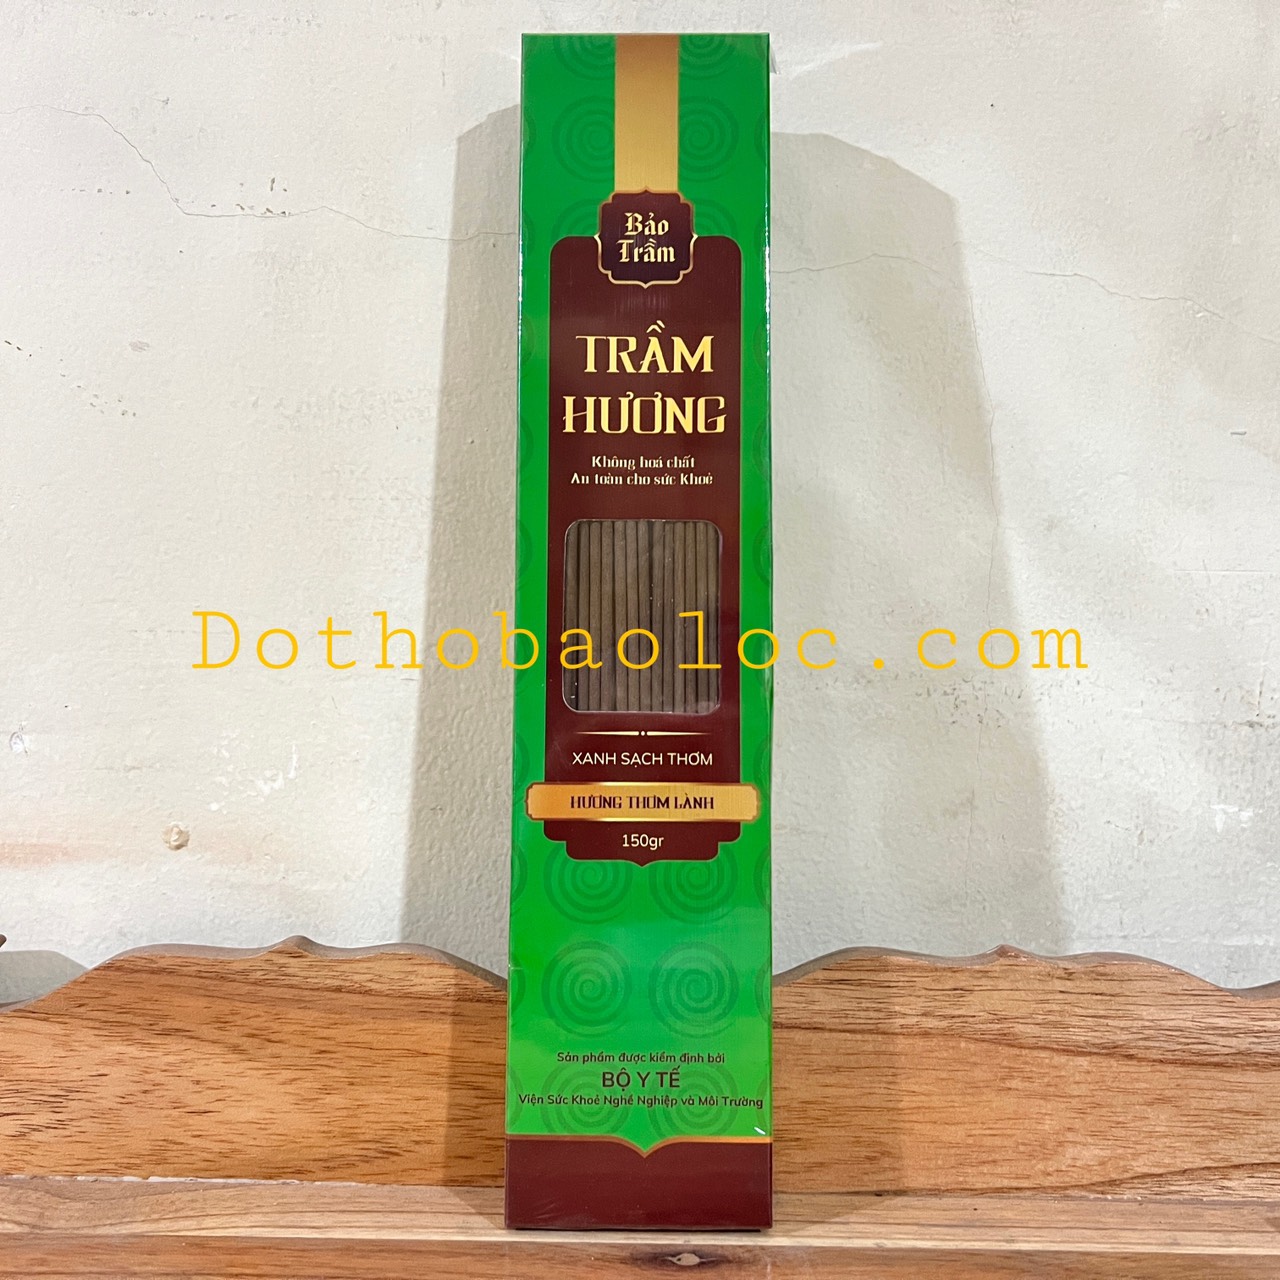 Bảo
Trầm
TRẦM
HƯƠNG
Không hoá chất
An toàn cho sức Khoẻ
Dothobaoloc.com
XANH SẠCH THƠM
HƯƠNG THƠM LÀNH
150gr
Sản phẩm được kiểm định bởi
BỘ Y TẾ
Viện Sức Khoẻ Nghề Nghiệp và Môi Trường